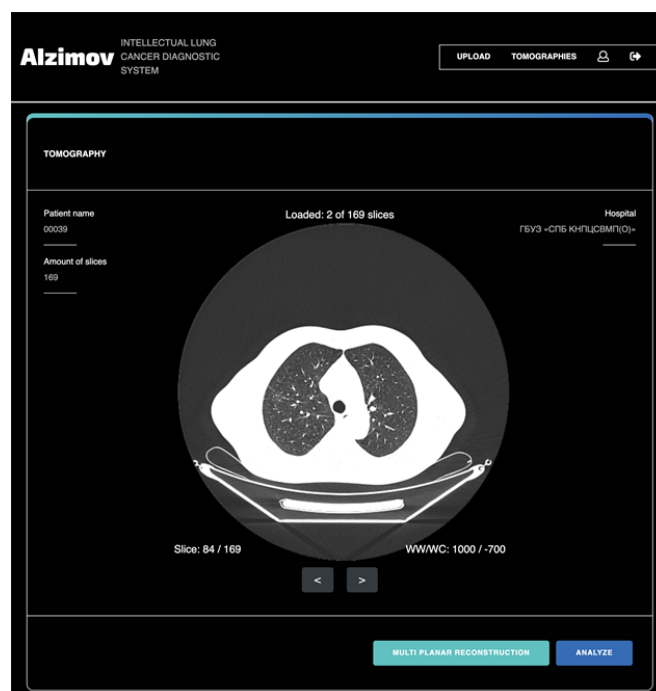 Alzimov
INTELLECTUAL LUNG
CANCER DIAGNOSTIC
SYSTEM
UPLOAD TOMOGRAPHIES
TOMOGRAPHY
Patient name
00039
Amount of slices
169
Loaded: 2 of 169 slices
Hospital
ГБУЗ «СПБ КНПЦСВМП(О)»
Slice: 84 / 169
WW/WC: 1000 / -700
< >
MULTI PLANAR RECONSTRUCTION ANALYZE